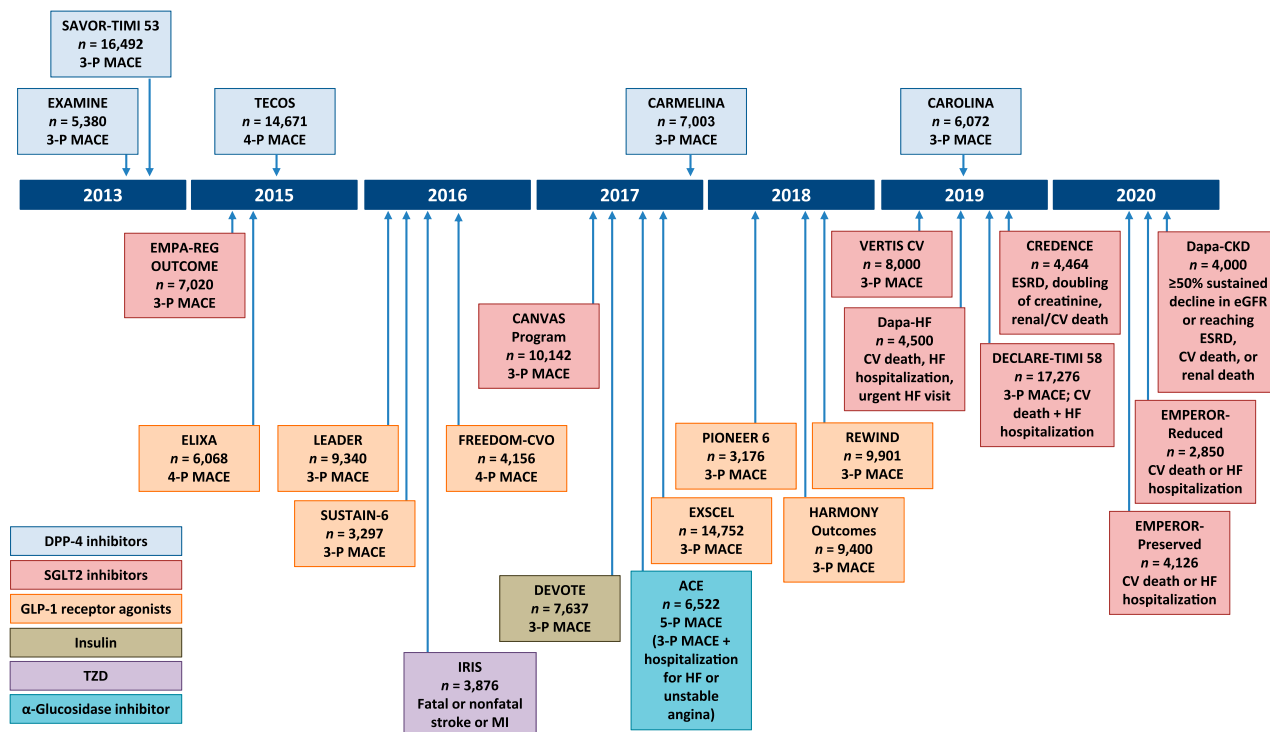 SAVOR-TIMI 53
n = 16,492
3-P MACE
EXAMINE
n = 5,380
3-P MACE
TECOS
n = 14,671
4-P MACE
CARMELINA
n = 7,003
3-P MACE
CAROLINA
n = 6,072
3-P MACE
2013
2015
2016
2017
2018
2019
2020
EMPA-REG
OUTCOME
n = 7,020
3-P MACE
CANVAS
Program
n = 10,142
3-P MACE
VERTIS CV
n = 8,000
3-P MACE
Dapa-HF
n = 4,500
CV death, HF
hospitalization,
urgent HF visit
CREDENCE
n = 4,464
ESRD, doubling
of creatinine,
renal/CV death
DECLARE-TIMI 58
n = 17,276
3-P MACE; CV
death + HF
hospitalization
Dapa-CKD
n = 4,000
≥50% sustained
decline in eGFR
or reaching
ESRD,
CV death, or
renal death
EMPEROR-
Reduced
n = 2,850
CV death or HF
hospitalization
EMPEROR-
Preserved
n = 4,126
CV death or HF
hospitalization
ELIXA
n = 6,068
4-P MACE
LEADER
n = 9,340
3-P MACE
SUSTAIN-6
n = 3,297
3-P MACE
FREEDOM-CVO
n = 4,156
4-P MACE
PIONEER 6
n = 3,176
3-P MACE
REWIND
n = 9,901
3-P MACE
EXSCEL
n = 14,752
3-P MACE
HARMONY
Outcomes
n = 9,400
3-P MACE
DEVOTE
n = 7,637
3-P MACE
ACE
n = 6,522
5-P MACE
(3-P MACE +
hospitalization
for HF or
unstable
angina)
IRIS
n = 3,876
Fatal or nonfatal
stroke or MI
DPP-4 inhibitors
SGLT2 inhibitors
GLP-1 receptor agonists
Insulin
TZD
α-Glucosidase inhibitor